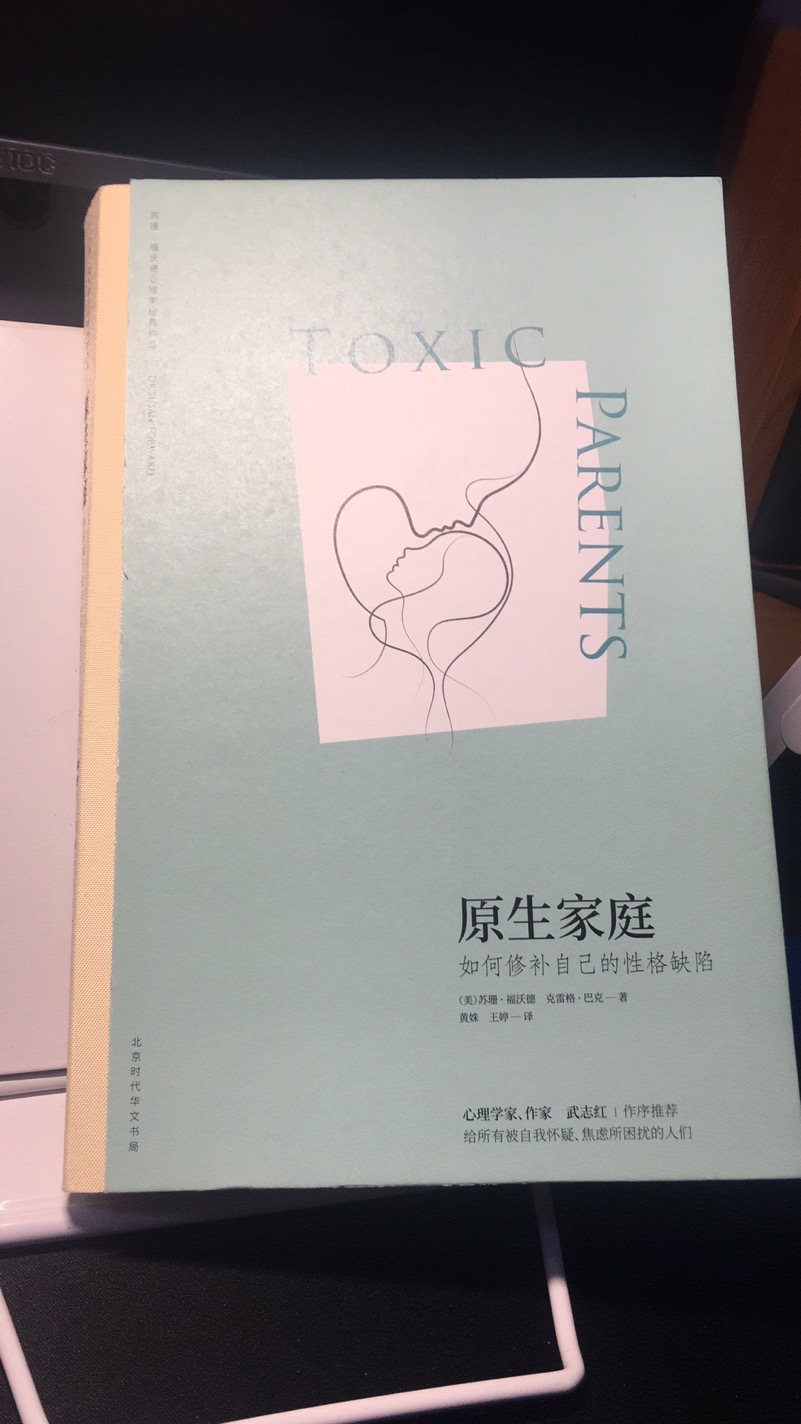 TOXIC
PARENTS
原生家庭
如何修补自己的性格缺陷
(美)苏珊·福沃德 克雷格·巴克—著
黄姝 王婷—译
心理学家、作家 武志红 | 作序推荐
给所有被自我怀疑、焦虑所困扰的人们
北京时代华文书局
DR.SUSAN FORWARD